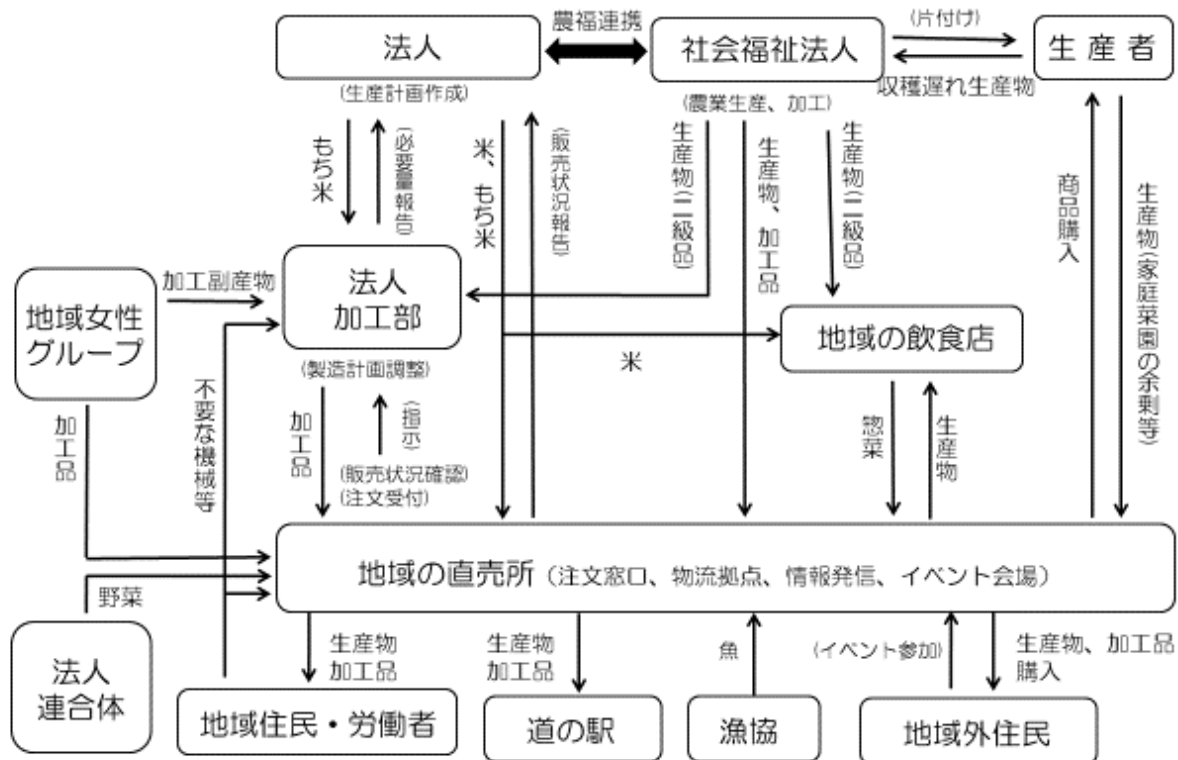 法人
農福連携
社会福祉法人
(片付け)
生 産 者
収穫遅れ生産物
(生産計画作成)
(農業生産、加工)
もち米
(必要量報告)
米、もち米
(販売状況報告)
生産物(二級品)
生産物、加工品
生産物(二級品)
商品購入
生産物(家庭菜園の余剰等)
地域女性
グループ
加工副産物
法人
加工部
(製造計画調整)
米
地域の飲食店
加工品
不要な機械等
加工品
(指示)
(販売状況確認)
(注文受付)
惣菜
生産物
地域の直売所(注文窓口、物流拠点、情報発信、イベント会場)
野菜
法人
連合体
生産物
加工品
地域住民・労働者
生産物
加工品
道の駅
魚
漁協
(イベント参加)
生産物、加工品
購入
地域外住民